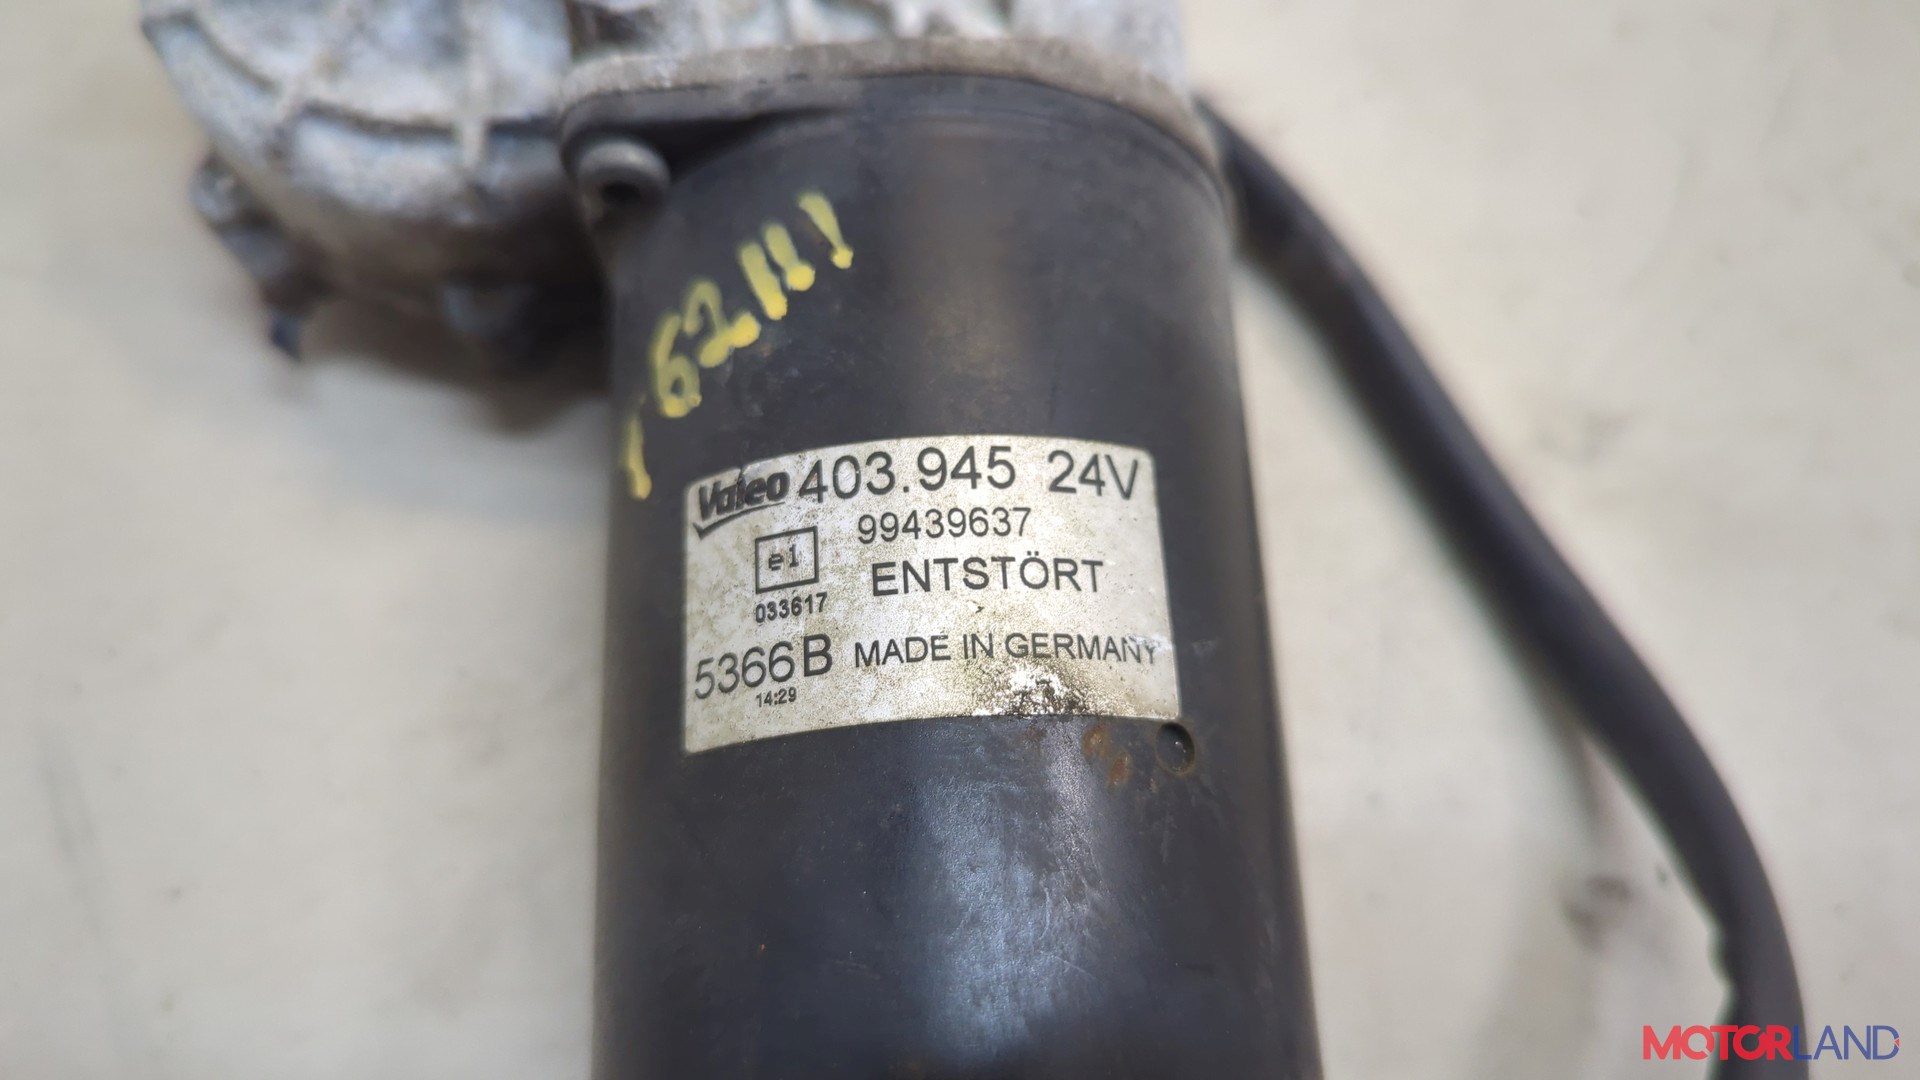 Valeo 403.945 24V
99439637
e1
ENTSTÖRT
033617
5366B MADE IN GERMANY
14:29
MOTORLAND